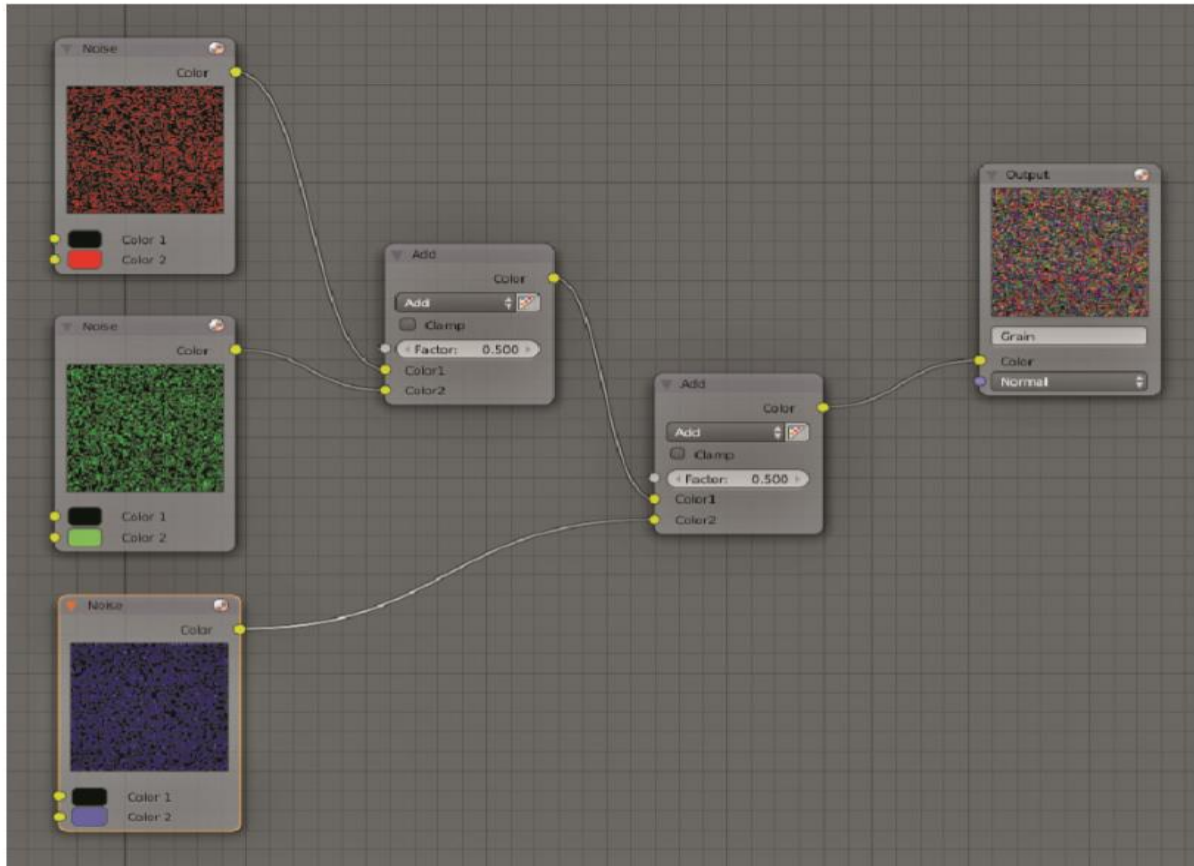 Noise
Color
Color 1
Color 2
Noise
Color
Color 1
Color 2
Noise
Color
Color 1
Color 2
Add
Color
Add
Clamp
Factor: 0.500
Color1
Color2
Add
Color
Add
Clamp
Factor: 0.500
Color1
Color2
Output
Grain
Color
Normal